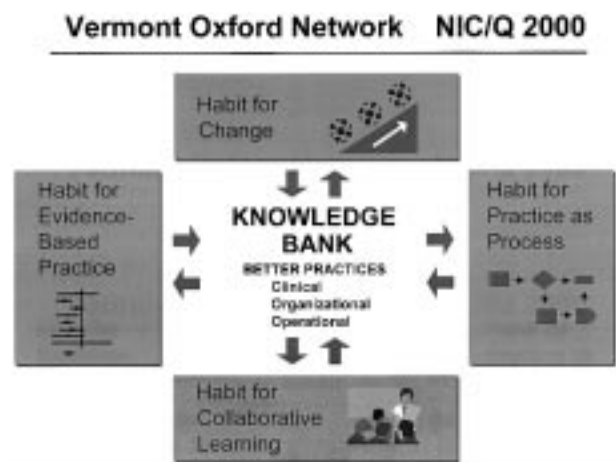 Vermont Oxford Network NIC/Q 2000
Habit for
Change
Habit for
Evidence-
Based
Practice
KNOWLEDGE
BANK
BETTER PRACTICES
Clinical
Organizational
Operational
Habit for
Practice as
Process
Habit for
Collaborative
Learning